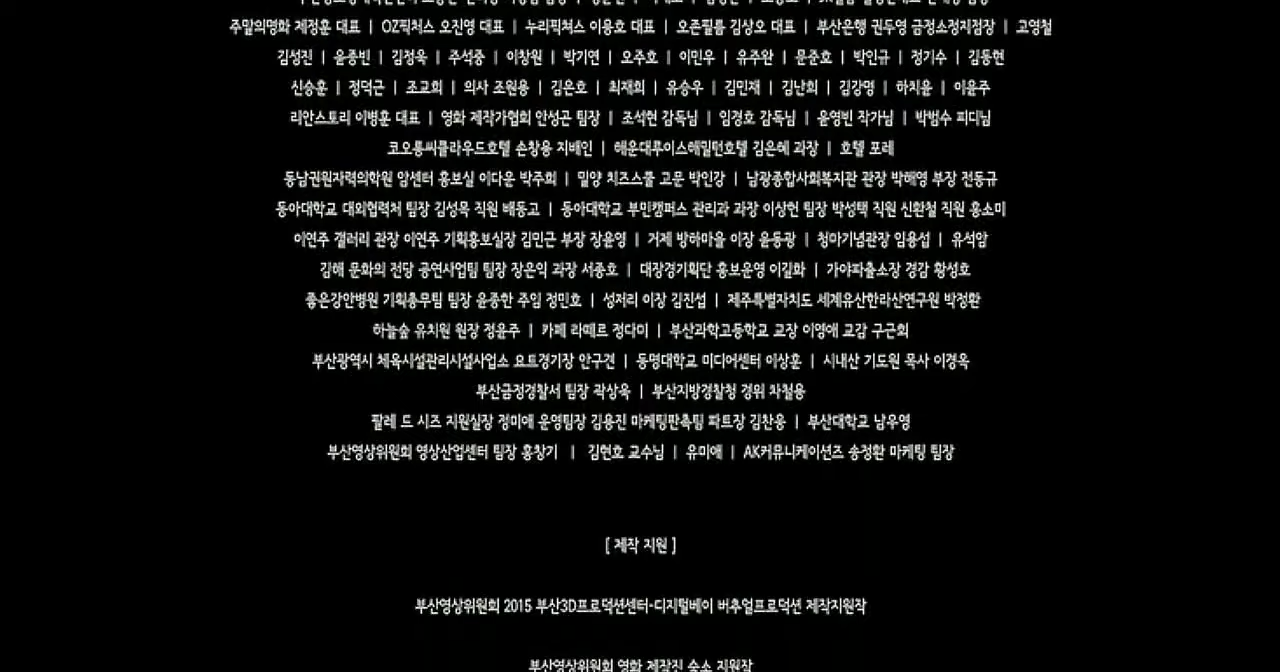 주말의명화 제정훈 대표 | OZ픽처스 오진영 대표 | 누리픽쳐스 이용호 대표 | 오존필름 김상오 대표 | 부산은행 권두영 금정소정지점장 | 고영철
김성진 | 윤종빈 | 김정욱 | 주석중 | 이창원 | 박기연 | 오주호 | 이민우 | 유주완 | 문준호 | 박인규 | 정기수 | 김동현
신승훈 | 정덕근 | 조교희 | 의사 조원용 | 김은호 | 최재희 | 유승우 | 김민재 | 김난희 | 김강명 | 하치윤 | 이윤주
리안스토리 이병훈 대표 | 영화 제작가협회 안성곤 팀장 | 조석현 감독님 | 임경호 감독님 | 윤영빈 작가님 | 박범수 피디님
코오롱씨클라우드호텔 손창용 지배인 | 해운대루이스해밀턴호텔 김은혜 과장 | 호텔 포레
동남권원자력의학원 암센터 홍보실 이다운 박주희 | 밀양 치즈스쿨 고문 박인강 | 남광종합사회복지관 관장 박해영 부장 전동규
동아대학교 대외협력처 팀장 김성목 직원 배동고 | 동아대학교 부민캠퍼스 관리과 과장 이상헌 팀장 박성택 직원 신환철 직원 홍소미
이연주 갤러리 관장 이연주 기획홍보실장 김민근 부장 장윤영 | 거제 방하마을 이장 윤동광 | 청마기념관장 임용섭 | 유석암
김해 문화의 전당 공연사업팀 팀장 장은익 과장 서종호 | 대장경기획단 홍보운영 이길화 | 가야파출소장 경감 황성호
좋은강안병원 기획총무팀 팀장 윤종한 주임 정민호 | 성저리 이장 김진섭 | 제주특별자치도 세계유산한라산연구원 박정환
하늘숲 유치원 원장 정윤주 | 카페 라떼르 정다미 | 부산과학고등학교 교장 이영애 교감 구근회
부산광역시 체육시설관리시설사업소 요트경기장 안구견 | 동명대학교 미디어센터 이상훈 | 시내산 기도원 목사 이경옥
부산금정경찰서 팀장 곽상욱 | 부산지방경찰청 경위 차철용
팔레 드 시즈 지원실장 정미애 운영팀장 김용진 마케팅판촉팀 파트장 김찬웅 | 부산대학교 남우영
부산영상위원회 영상산업센터 팀장 홍창기 | 김현호 교수님 | 유미애 | AK커뮤니케이션즈 송정환 마케팅 팀장
[ 제작 지원 ]
부산영상위원회 2015 부산3D프로덕션센터-디지털베이 버추얼프로덕션 제작지원작
부산영상위원회 영화 제작진 숙소 지원작